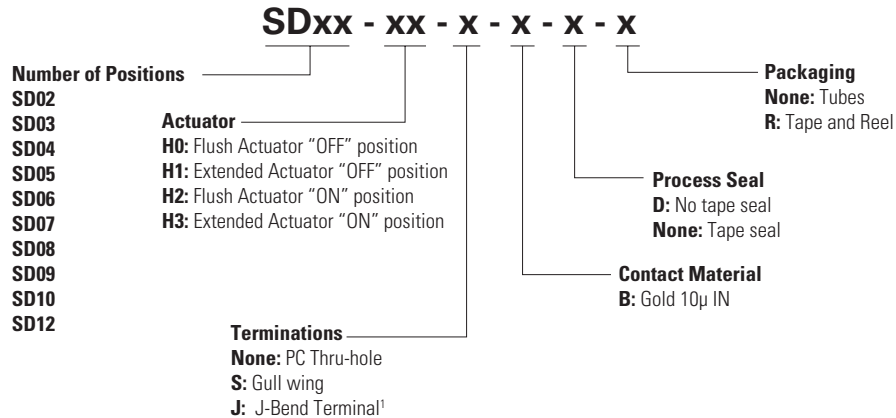 SDxx - xx - x - x - x - x
Number of Positions
SD02
SD03
SD04
SD05
SD06
SD07
SD08
SD09
SD10
SD12
Actuator
H0: Flush Actuator “OFF” position
H1: Extended Actuator “OFF” position
H2: Flush Actuator “ON” position
H3: Extended Actuator “ON” position
Terminations
None: PC Thru-hole
S: Gull wing
J: J-Bend Terminal¹
Contact Material
B: Gold 10µ IN
Process Seal
D: No tape seal
None: Tape seal
Packaging
None: Tubes
R: Tape and Reel